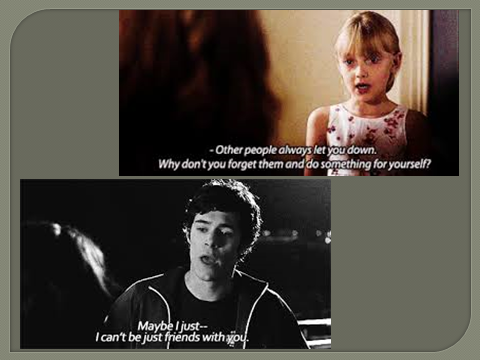 - Other people always let you down.
Why don't you forget them and do something for yourself?
Maybe I just--
I can't be just friends with you.